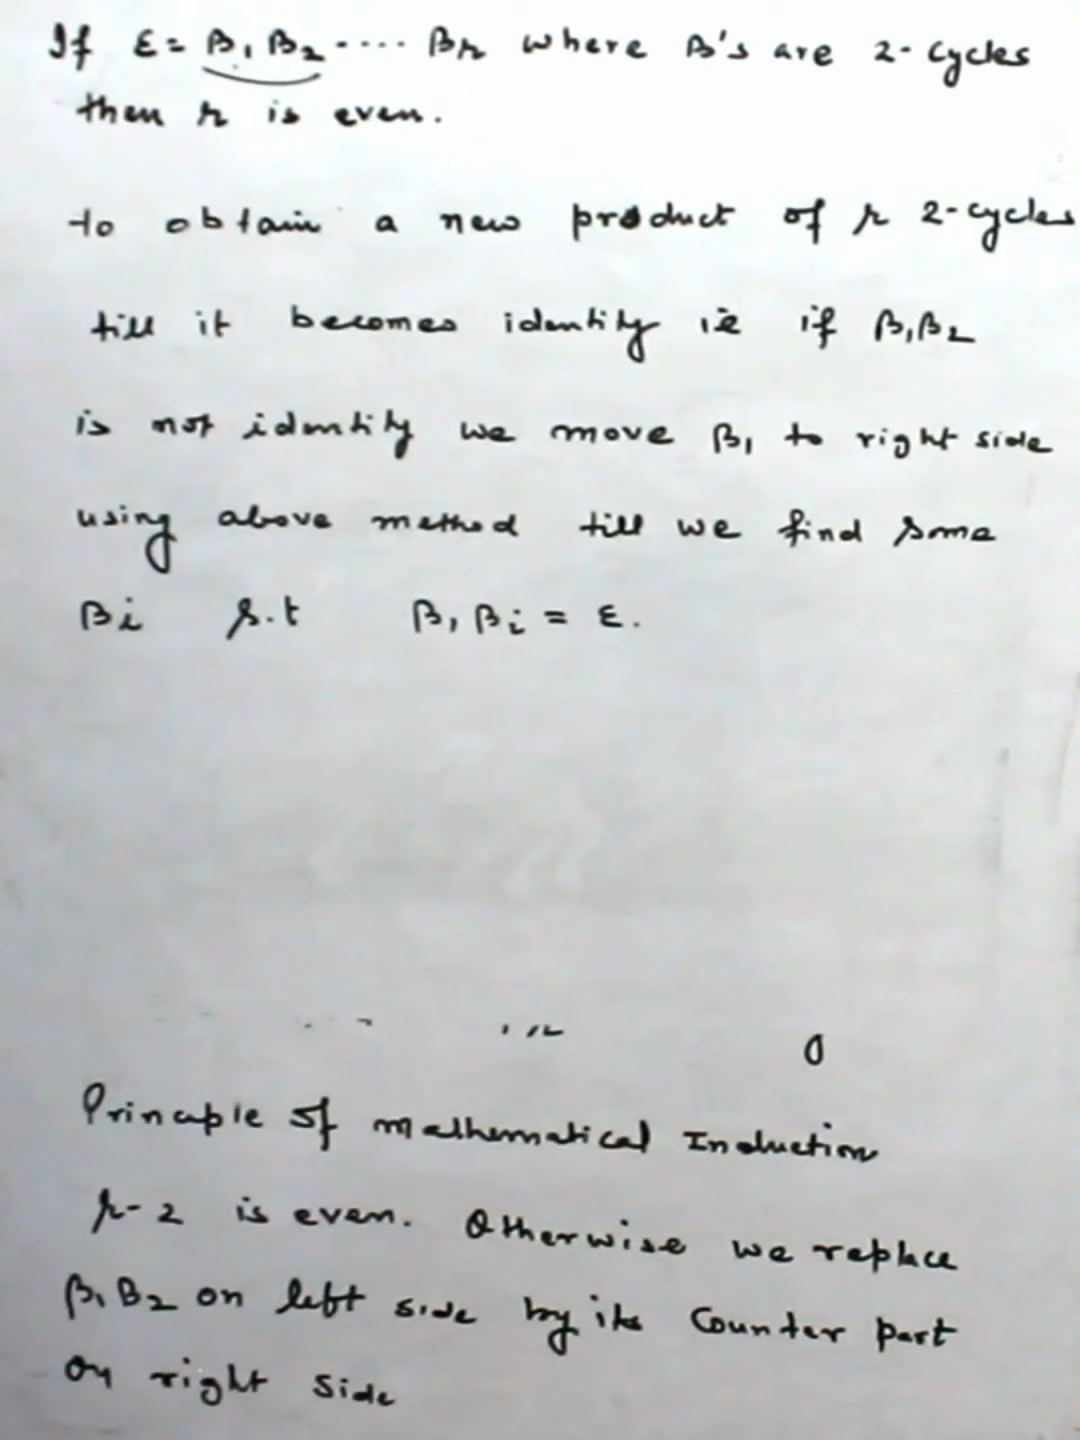 If ε = β₁ β₂ ---- βr where β's are 2-cycles
then r is even.
to obtain a new product of r 2-cycles
till it becomes identity ie if β₁β₂
is not identity we move β₁ to right side
using above method till we find some
βi s.t β₁ βi = ε.
Principle of mathematical Induction
r-2 is even. Otherwise we replace
β₁ β₂ on left side by its Counter part
on right side